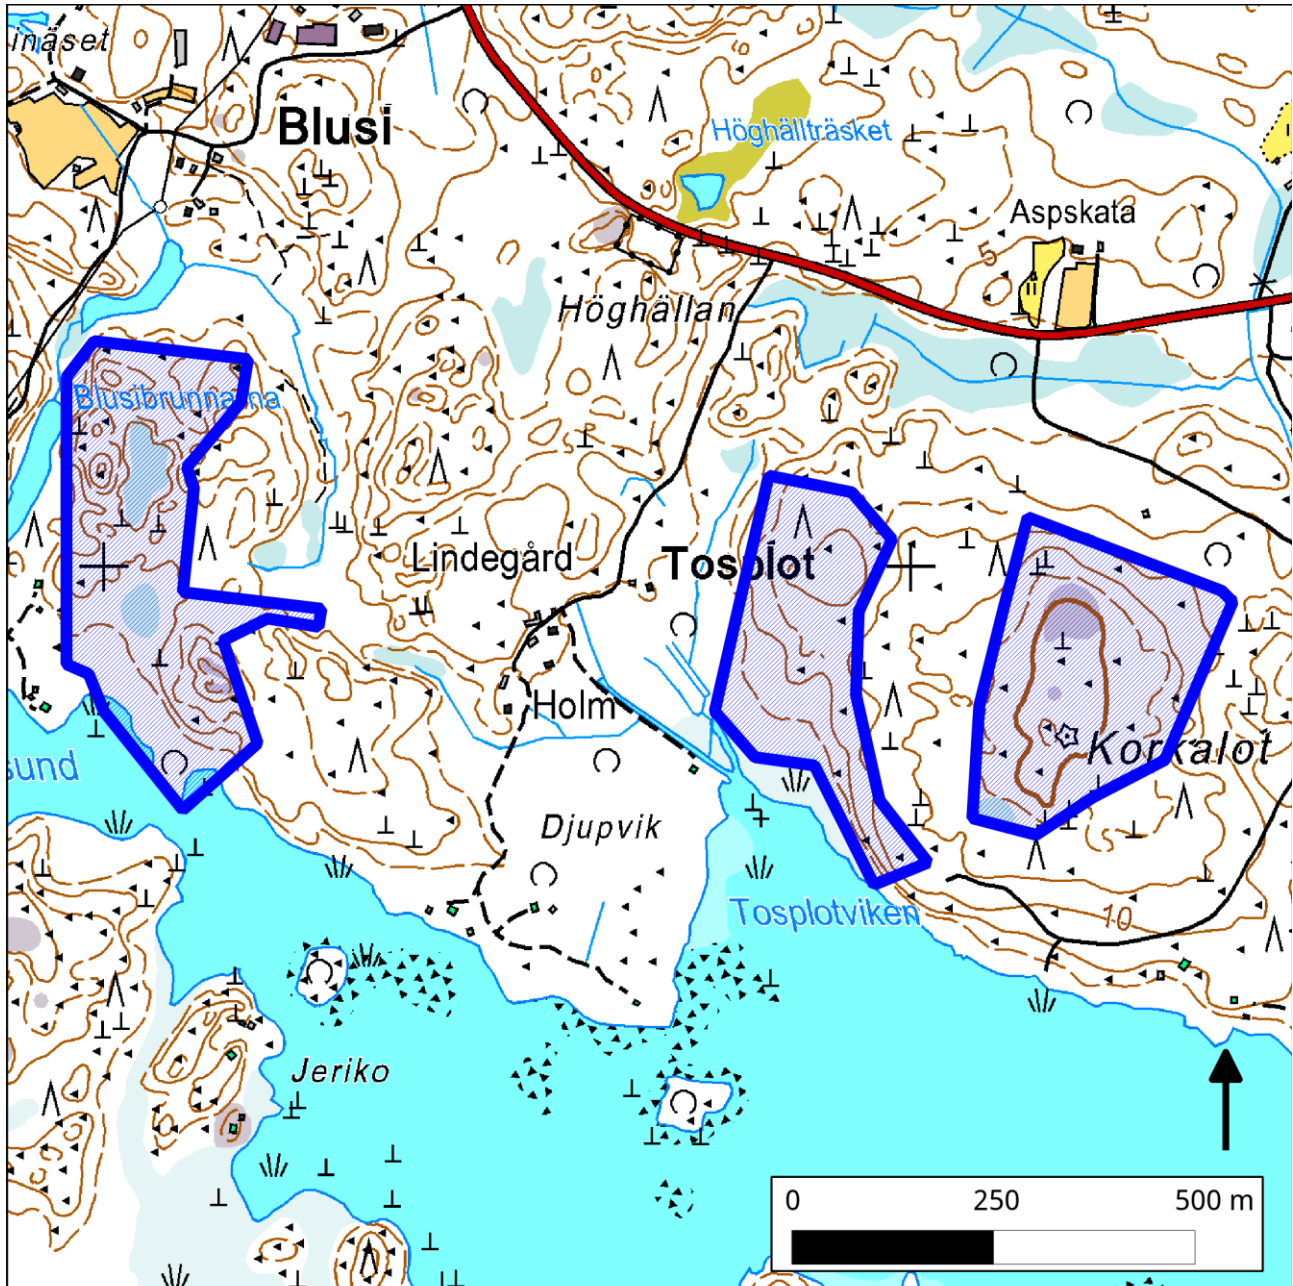 inäset
Blusi
Höghällträsket
Aspskata
5
Höghällan
Blusibrunnarna
Lindegård
Tosplot
Holm
Korkalot
sund
Djupvik
Tosplotviken
10
Jeriko
0 250 500 m